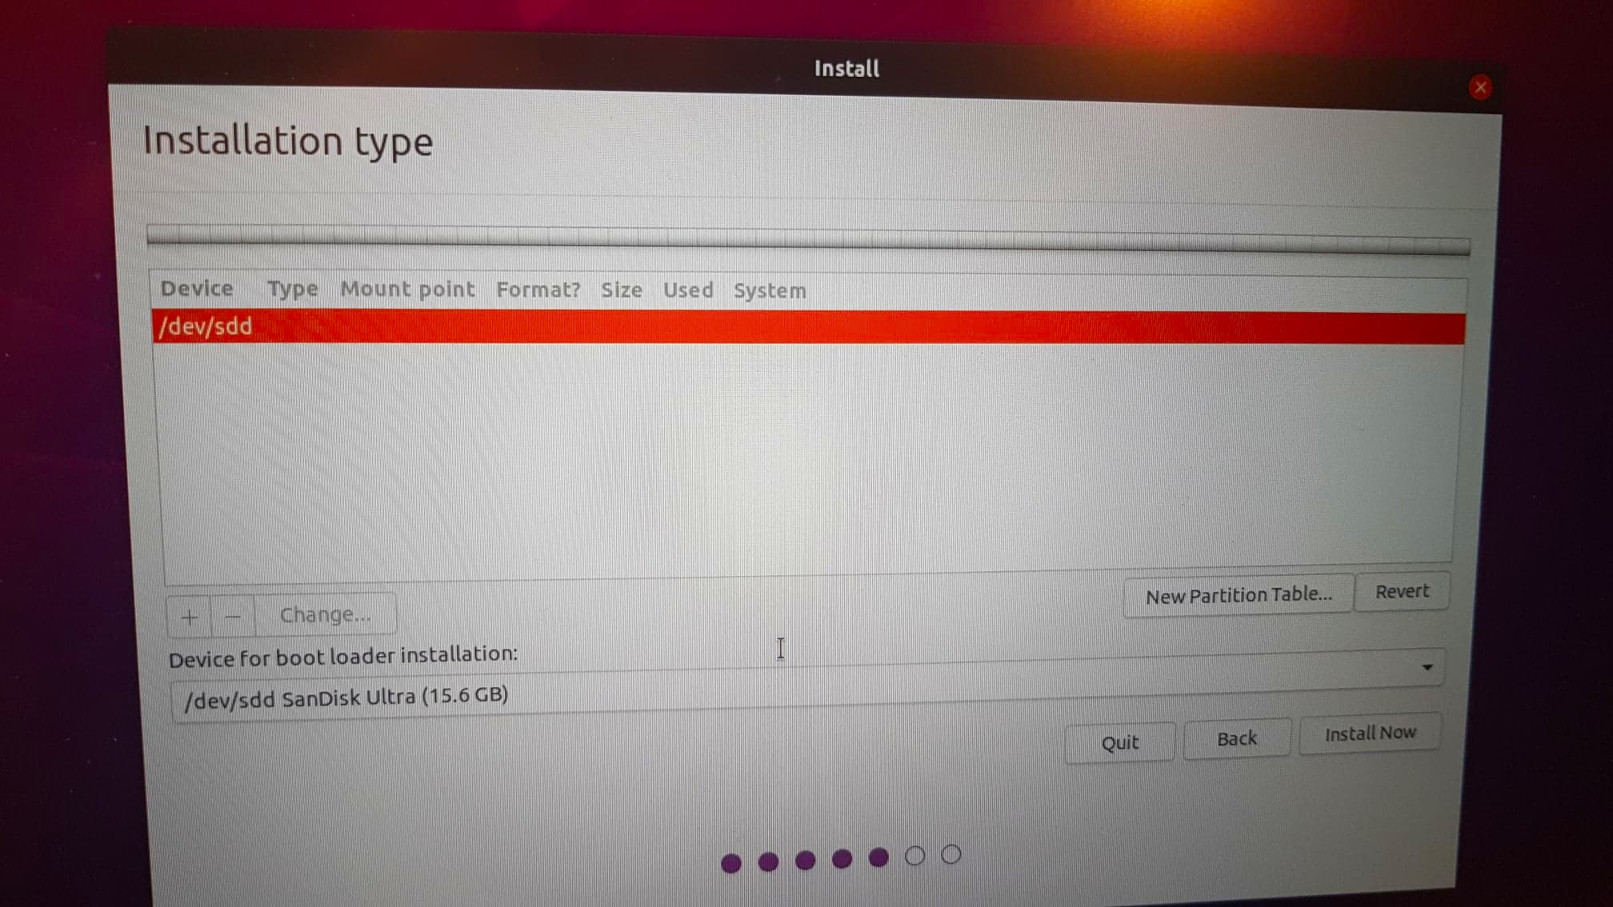 Install
Installation type
Device Type Mount point Format? Size Used System
/dev/sdd
+ − Change... New Partition Table... Revert
Device for boot loader installation:
/dev/sdd SanDisk Ultra (15.6 GB)
Quit Back Install Now